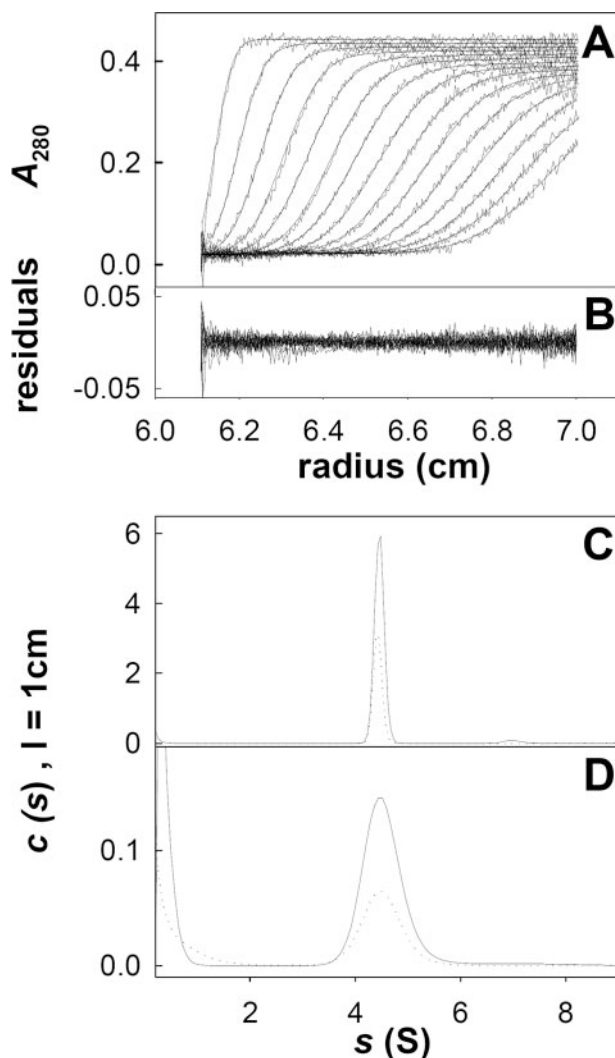 A
0.4
0.2
0.0
A280
B
0.05
-0.05
residuals
6.0 6.2 6.4 6.6 6.8 7.0
radius (cm)
C
6
4
2
0
D
0.1
0.0
c (s) , l = 1cm
2 4 6 8
s (S)